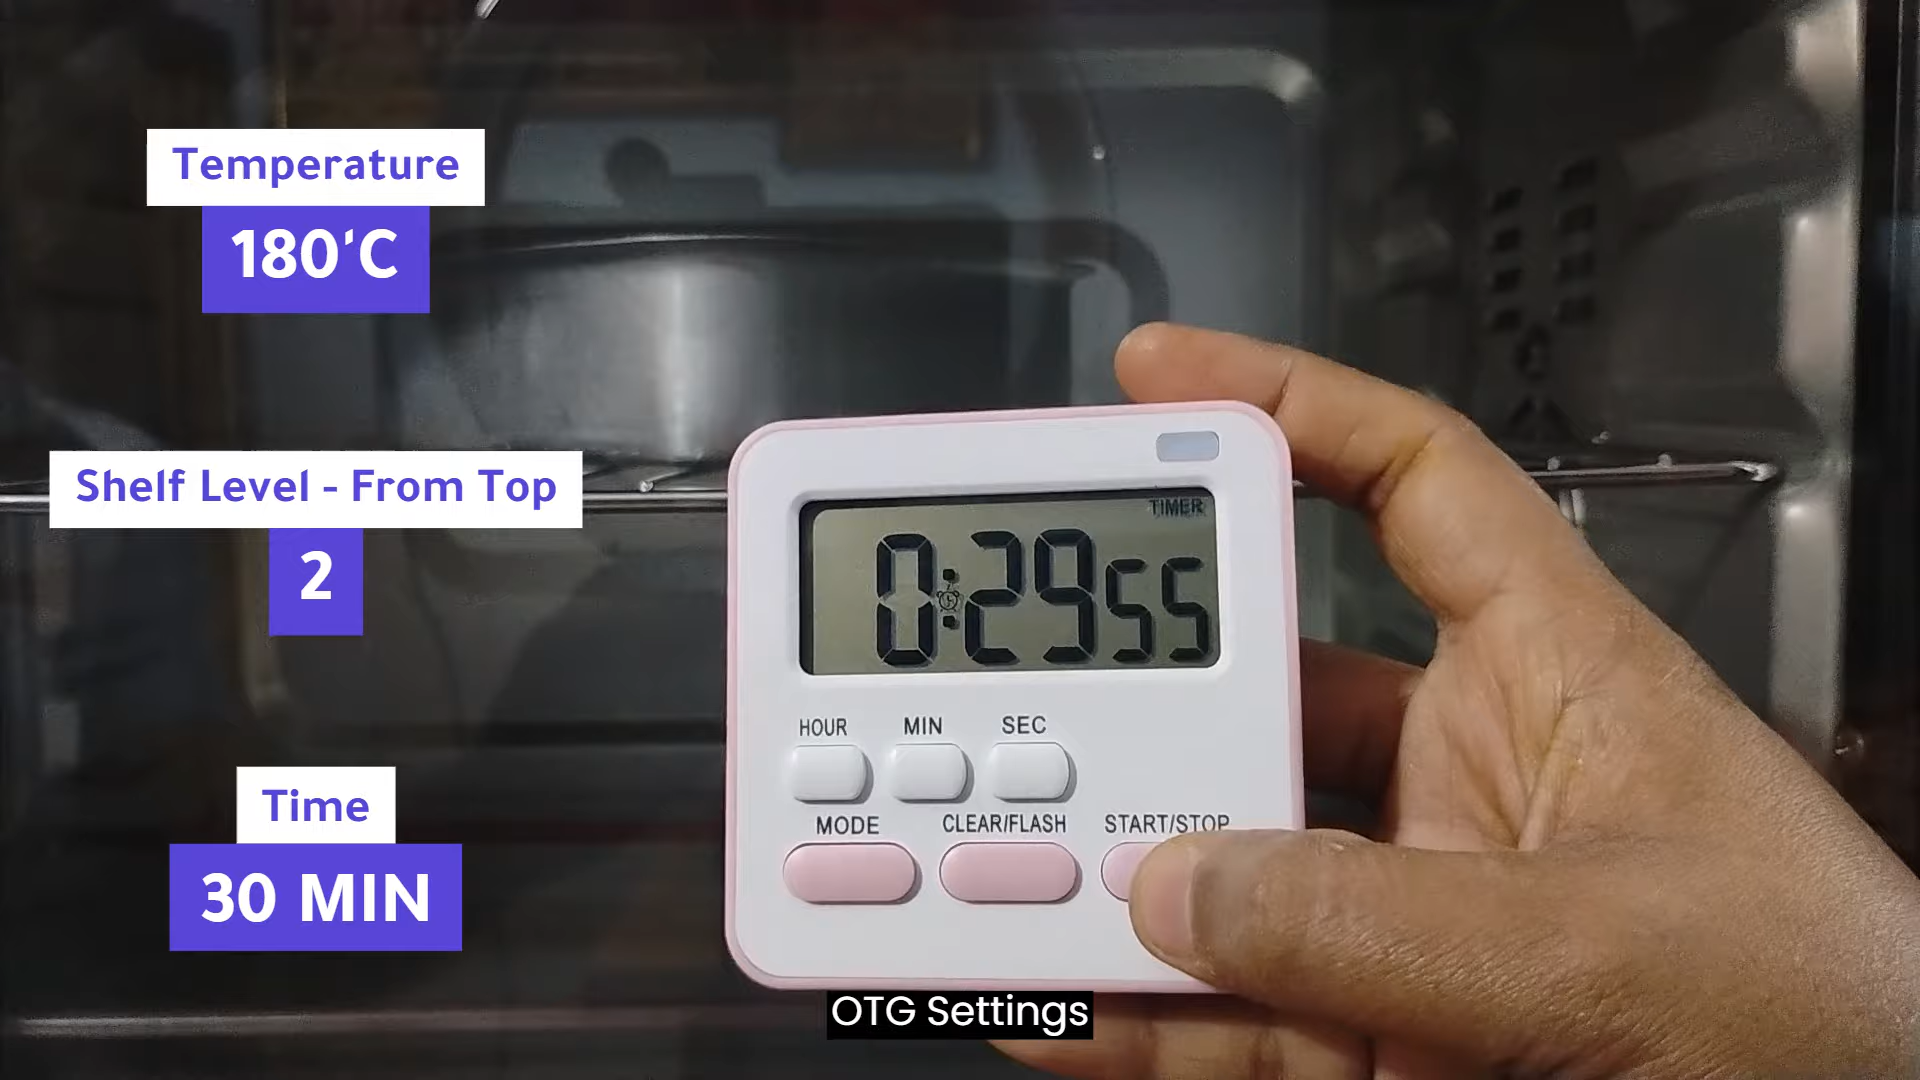 Temperature
180'C
Shelf Level - From Top
2
Time
30 MIN
TIMER
0:29 55
HOUR MIN SEC
MODE CLEAR/FLASH START/STOP
OTG Settings